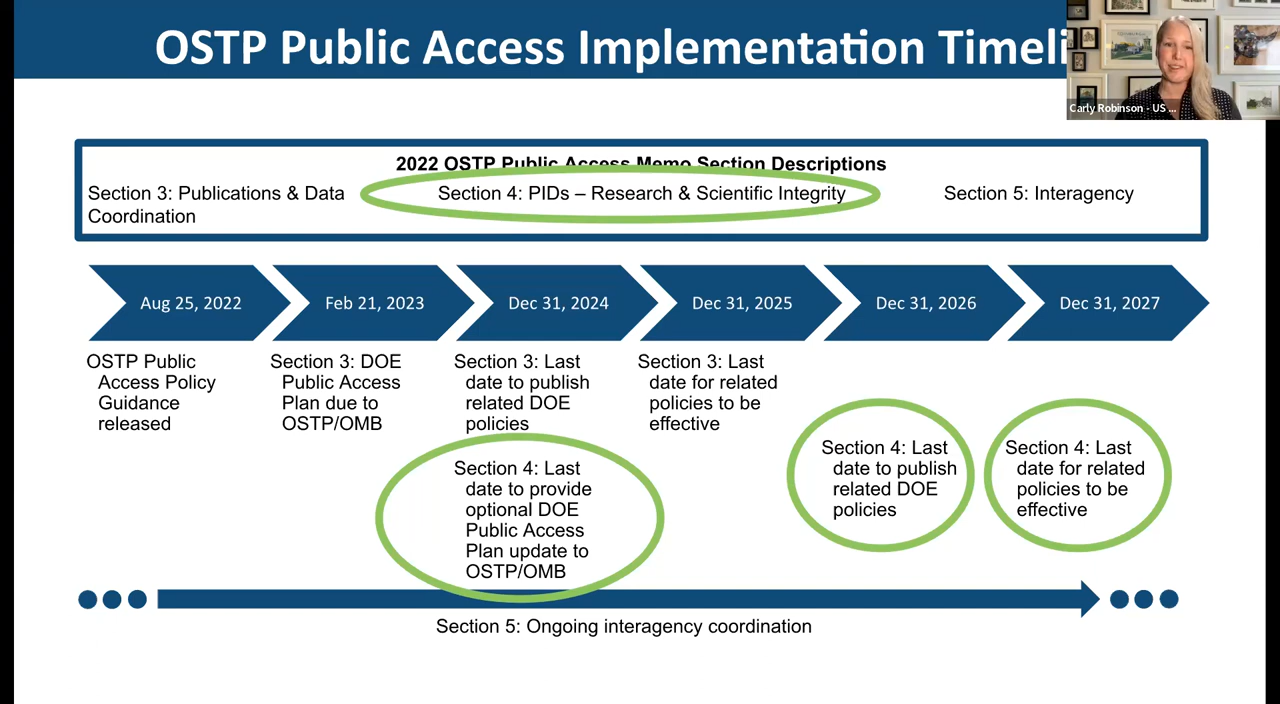 OSTP Public Access Implementation Timeli
Carly Robinson - US ...
2022 OSTP Public Access Memo Section Descriptions
Section 3: Publications & Data
Coordination
Section 4: PIDs – Research & Scientific Integrity
Section 5: Interagency
Aug 25, 2022
Feb 21, 2023
Dec 31, 2024
Dec 31, 2025
Dec 31, 2026
Dec 31, 2027
OSTP Public
Access Policy
Guidance
released
Section 3: DOE
Public Access
Plan due to
OSTP/OMB
Section 3: Last
date to publish
related DOE
policies
Section 4: Last
date to provide
optional DOE
Public Access
Plan update to
OSTP/OMB
Section 3: Last
date for related
policies to be
effective
Section 4: Last
date to publish
related DOE
policies
Section 4: Last
date for related
policies to be
effective
Section 5: Ongoing interagency coordination